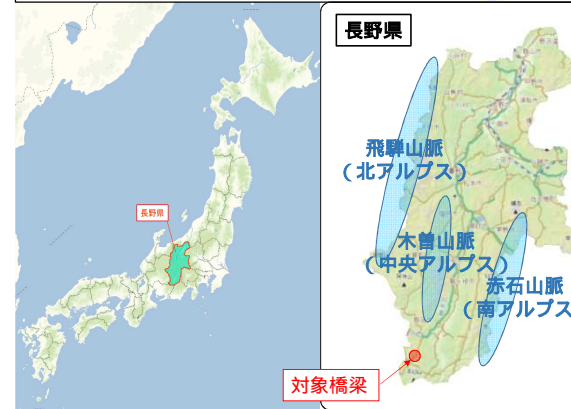 長野県
長野県
飛騨山脈
(北アルプス)
木曽山脈
(中央アルプス)
赤石山脈
(南アルプス
対象橋梁